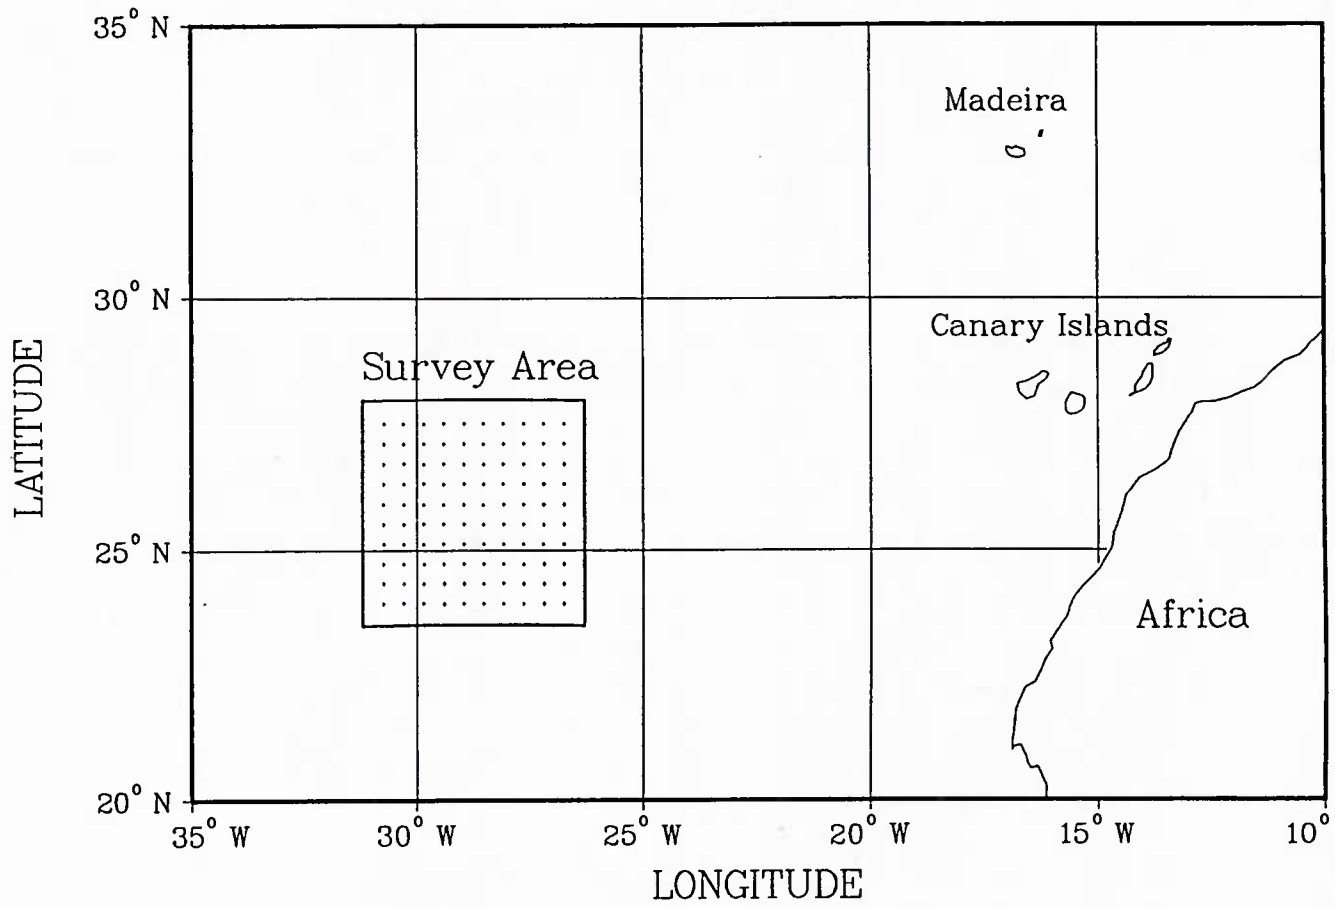 35° N
Madeira
30° N
Canary Islands
Survey Area
LATITUDE
25° N
Africa
20° N
35° W
30° W
25° W
20° W
15° W
10°
LONGITUDE